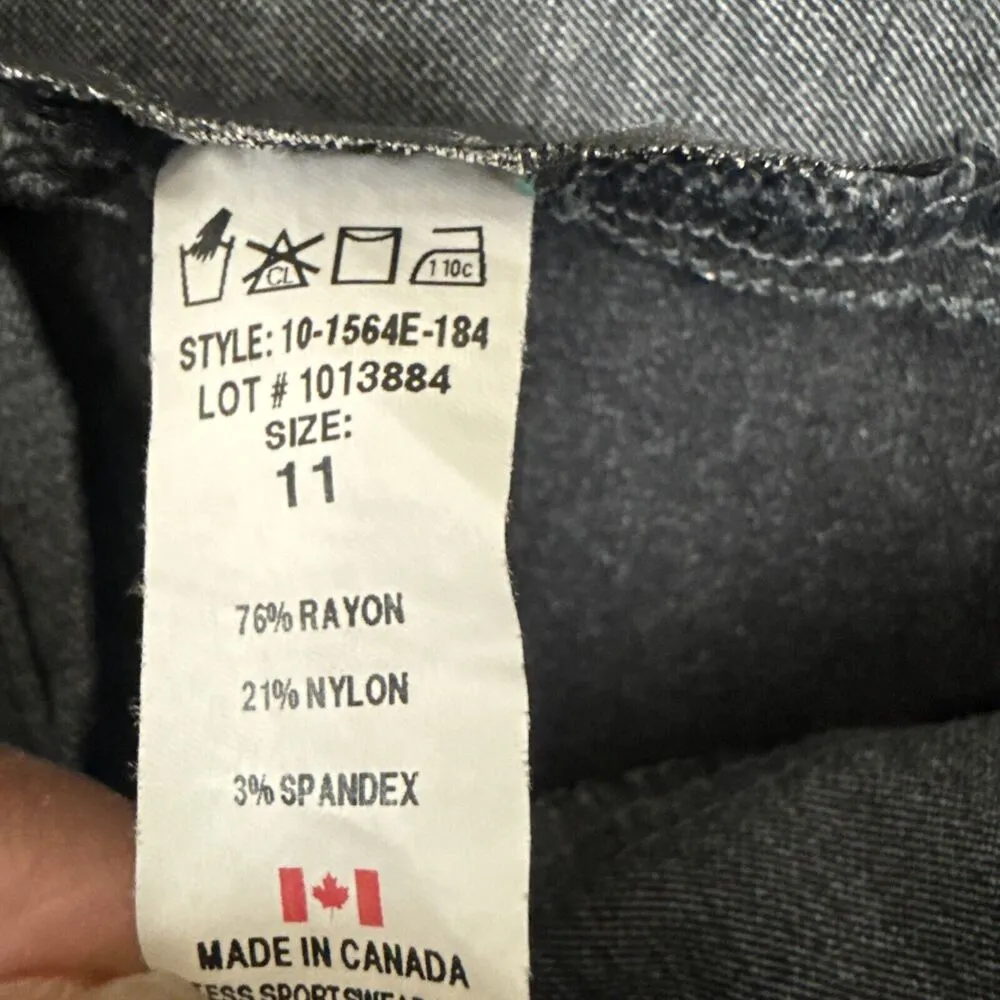 CL 110c
STYLE: 10-1564E-184
LOT # 1013884
SIZE:
11
76% RAYON
21% NYLON
3% SPANDEX
MADE IN CANADA